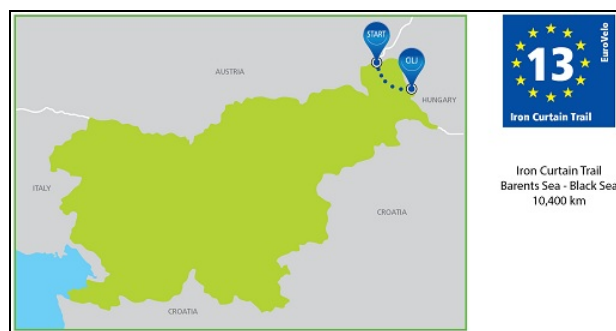 START
CILJ
AUSTRIA
HUNGARY
ITALY
CROATIA
CROATIA
13
EuroVelo
Iron Curtain Trail
Iron Curtain Trail
Barents Sea - Black Sea
10,400 km